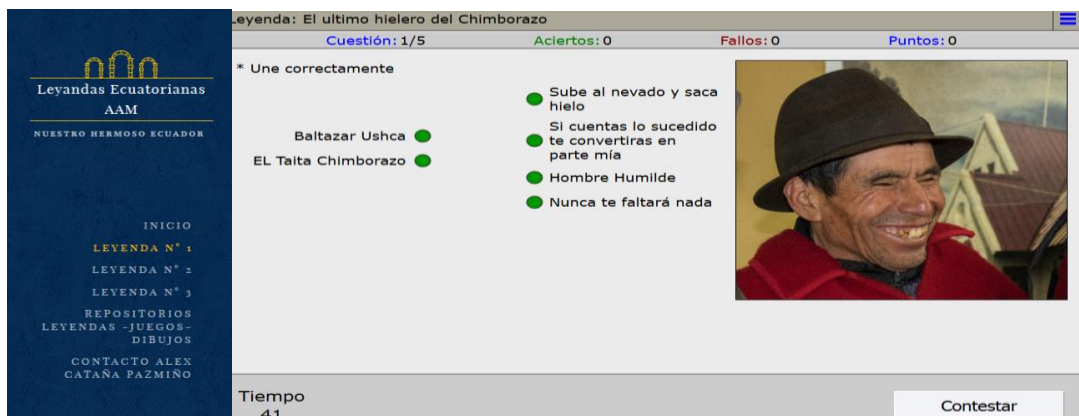 Leyandas Ecuatorianas
AAM
NUESTRO HERMOSO ECUADOR
INICIO
LEYENDA N° 1
LEYENDA N° 2
LEYENDA N° 3
REPOSITORIOS
LEYENDAS -JUEGOS-
DIBUJOS
CONTACTO ALEX
CATAÑA PAZMIÑO
Leyenda: El ultimo hielero del Chimborazo
Cuestión: 1/5 Aciertos: 0 Fallos: 0 Puntos: 0
* Une correctamente
Baltazar Ushca
EL Taita Chimborazo
Sube al nevado y saca
hielo
Si cuentas lo sucedido
te convertiras en
parte mía
Hombre Humilde
Nunca te faltará nada
Tiempo
41
Contestar